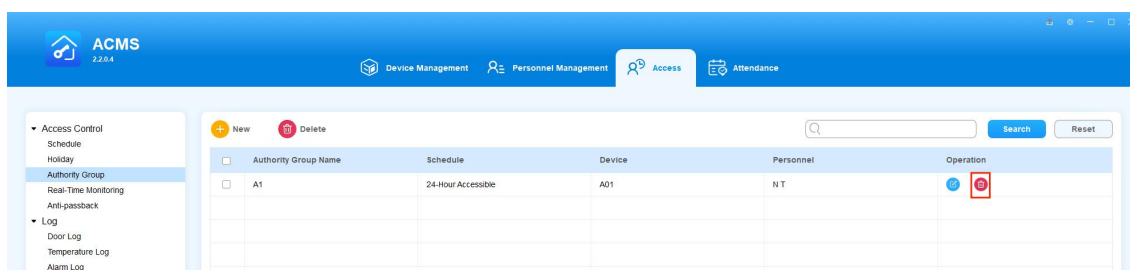 ACMS
2.2.0.4
Device Management Personnel Management Access Attendance
Access Control
Schedule
Holiday
Authority Group
Real-Time Monitoring
Anti-passback
Log
Door Log
Temperature Log
Alarm Log
New Delete Search Reset
Authority Group Name Schedule Device Personnel Operation
A1 24-Hour Accessible A01 N T